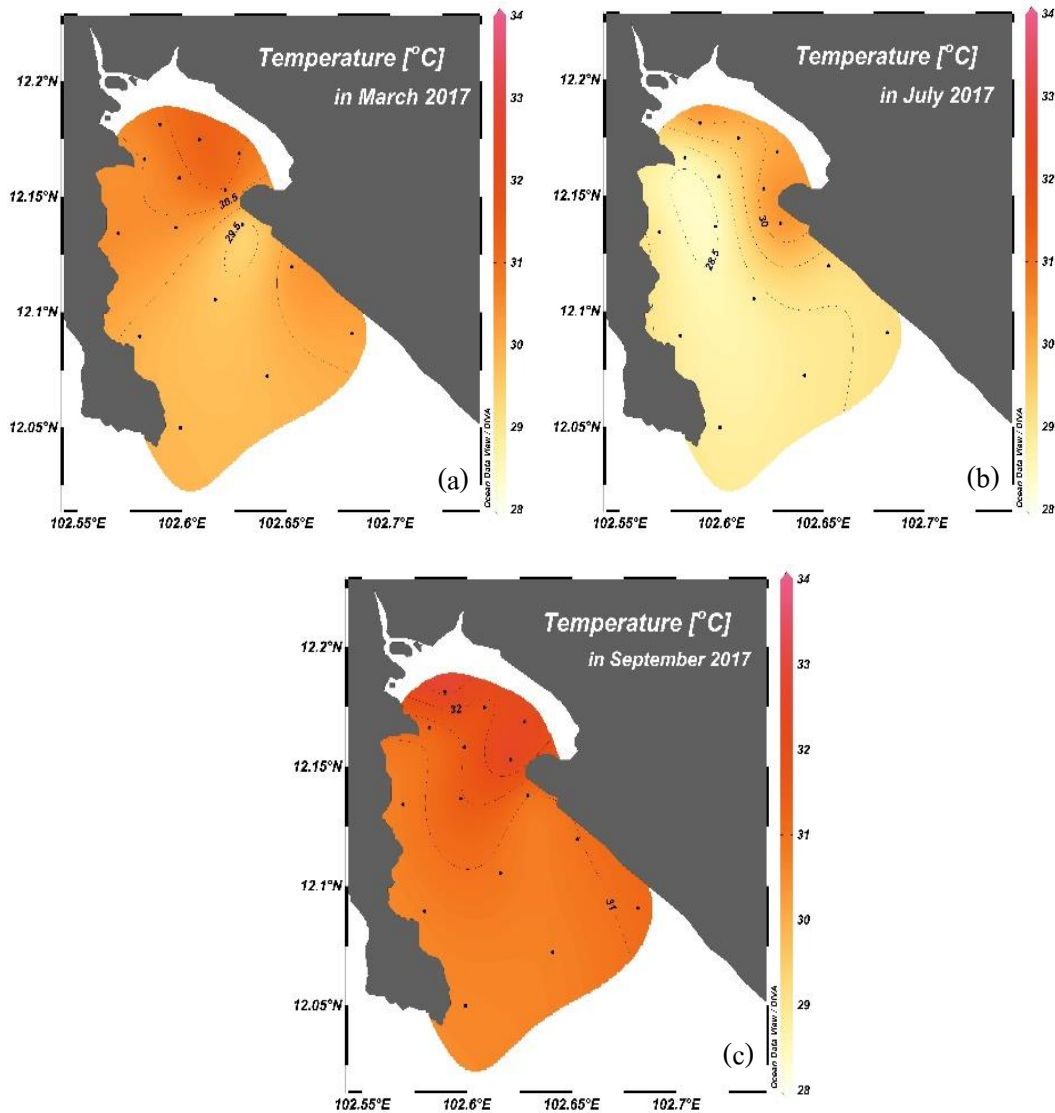 Temperature [°C]
in March 2017
34
33
32
31
30
29
28
12.2°N
12.15°N
12.1°N
12.05°N
30.5
29.5
102.55°E
102.6°E
102.65°E
102.7°E
Ocean Data View / DIVA
(a)
Temperature [°C]
in July 2017
34
33
32
31
30
29
28
12.2°N
12.15°N
12.1°N
12.05°N
30
28.5
102.55°E
102.6°E
102.65°E
102.7°E
Ocean Data View / DIVA
(b)
Temperature [°C]
in September 2017
34
33
32
31
30
29
28
12.2°N
12.15°N
12.1°N
12.05°N
32
31
102.55°E
102.6°E
102.65°E
102.7°E
Ocean Data View / DIVA
(c)